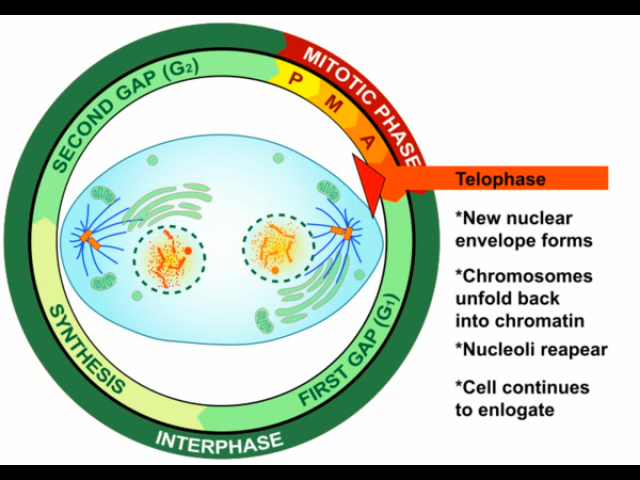 MITOTIC PHASE
P
M
A
SECOND GAP (G2)
SYNTHESIS
FIRST GAP (G1)
INTERPHASE
Telophase
*New nuclear
envelope forms
*Chromosomes
unfold back
into chromatin
*Nucleoli reapear
*Cell continues
to enlogate